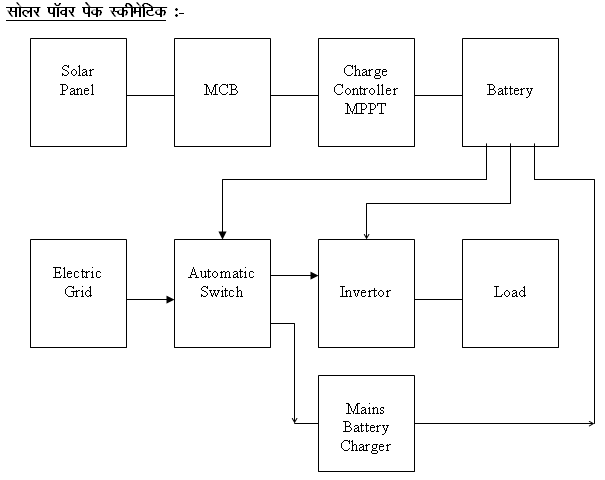 सोलर पॉवर पेक स्कीमेटिक :-
Solar
Panel
MCB
Charge
Controller
MPPT
Battery
Electric
Grid
Automatic
Switch
Invertor
Load
Mains
Battery
Charger